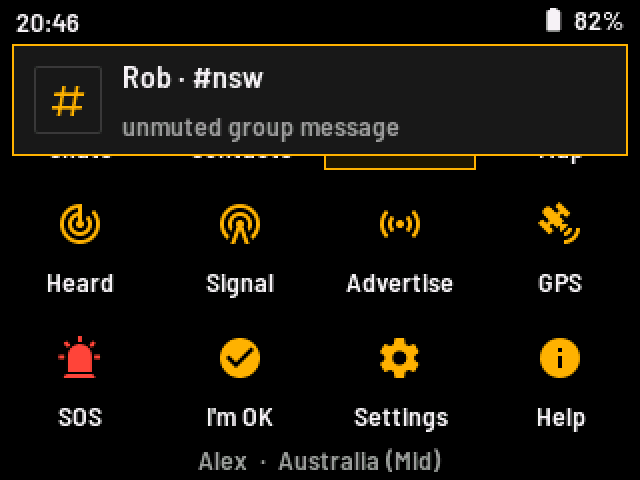 20:46
82%
#
Rob · #nsw
unmuted group message
Heard
Signal
Advertise
GPS
SOS
I'm OK
Settings
Help
Alex · Australia (Mid)